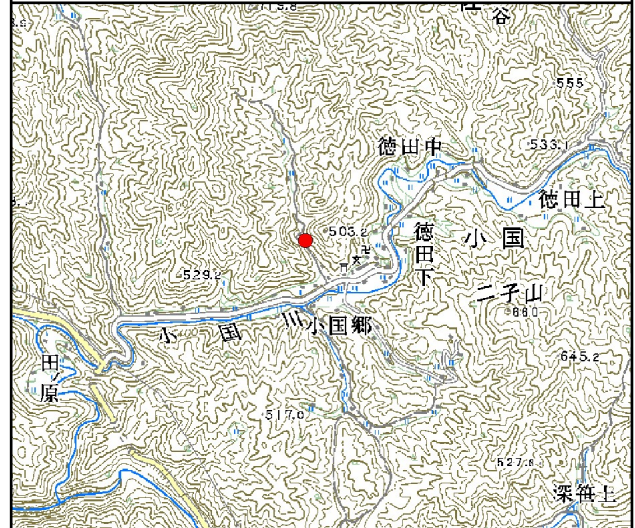 谷
555
徳田中
533.1
徳田上
503.2
徳田下
小国
529.2
二子山
660
小国川
小国郷
田ノ原
645.2
517.0
527.8
深笹上